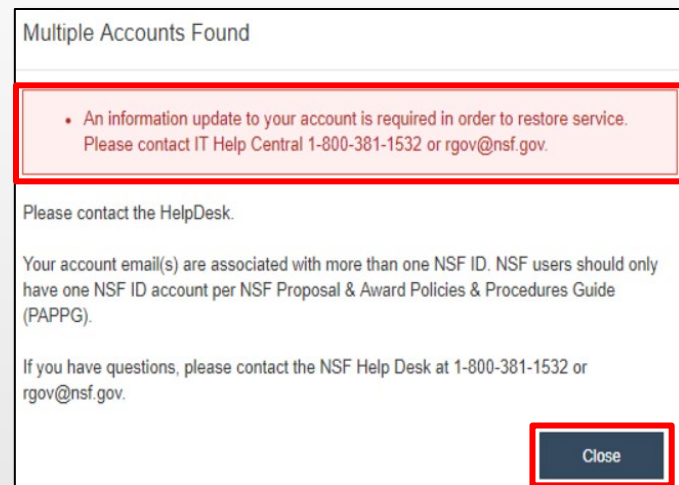 Multiple Accounts Found
• An information update to your account is required in order to restore service.
Please contact IT Help Central 1-800-381-1532 or rgov@nsf.gov.
Please contact the HelpDesk.
Your account email(s) are associated with more than one NSF ID. NSF users should only
have one NSF ID account per NSF Proposal & Award Policies & Procedures Guide
(PAPPG).
If you have questions, please contact the NSF Help Desk at 1-800-381-1532 or
rgov@nsf.gov.
Close